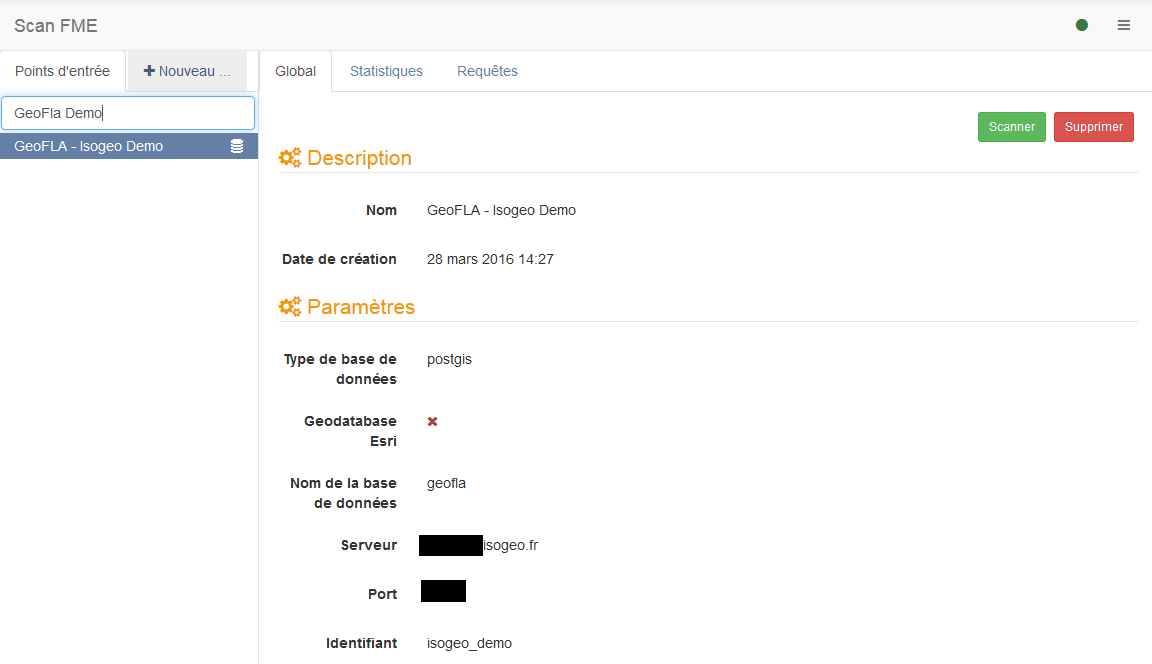 Scan FME
Points d'entrée
Nouveau ...
Global
Statistiques
Requêtes
GeoFla Demo
GeoFLA - Isogeo Demo
Scanner
Supprimer
Description
Nom
GeoFLA - Isogeo Demo
Date de création
28 mars 2016 14:27
Paramètres
Type de base de
données
postgis
Geodatabase
Esri
Nom de la base
de données
geofla
Serveur
isogeo.fr
Port
Identifiant
isogeo_demo